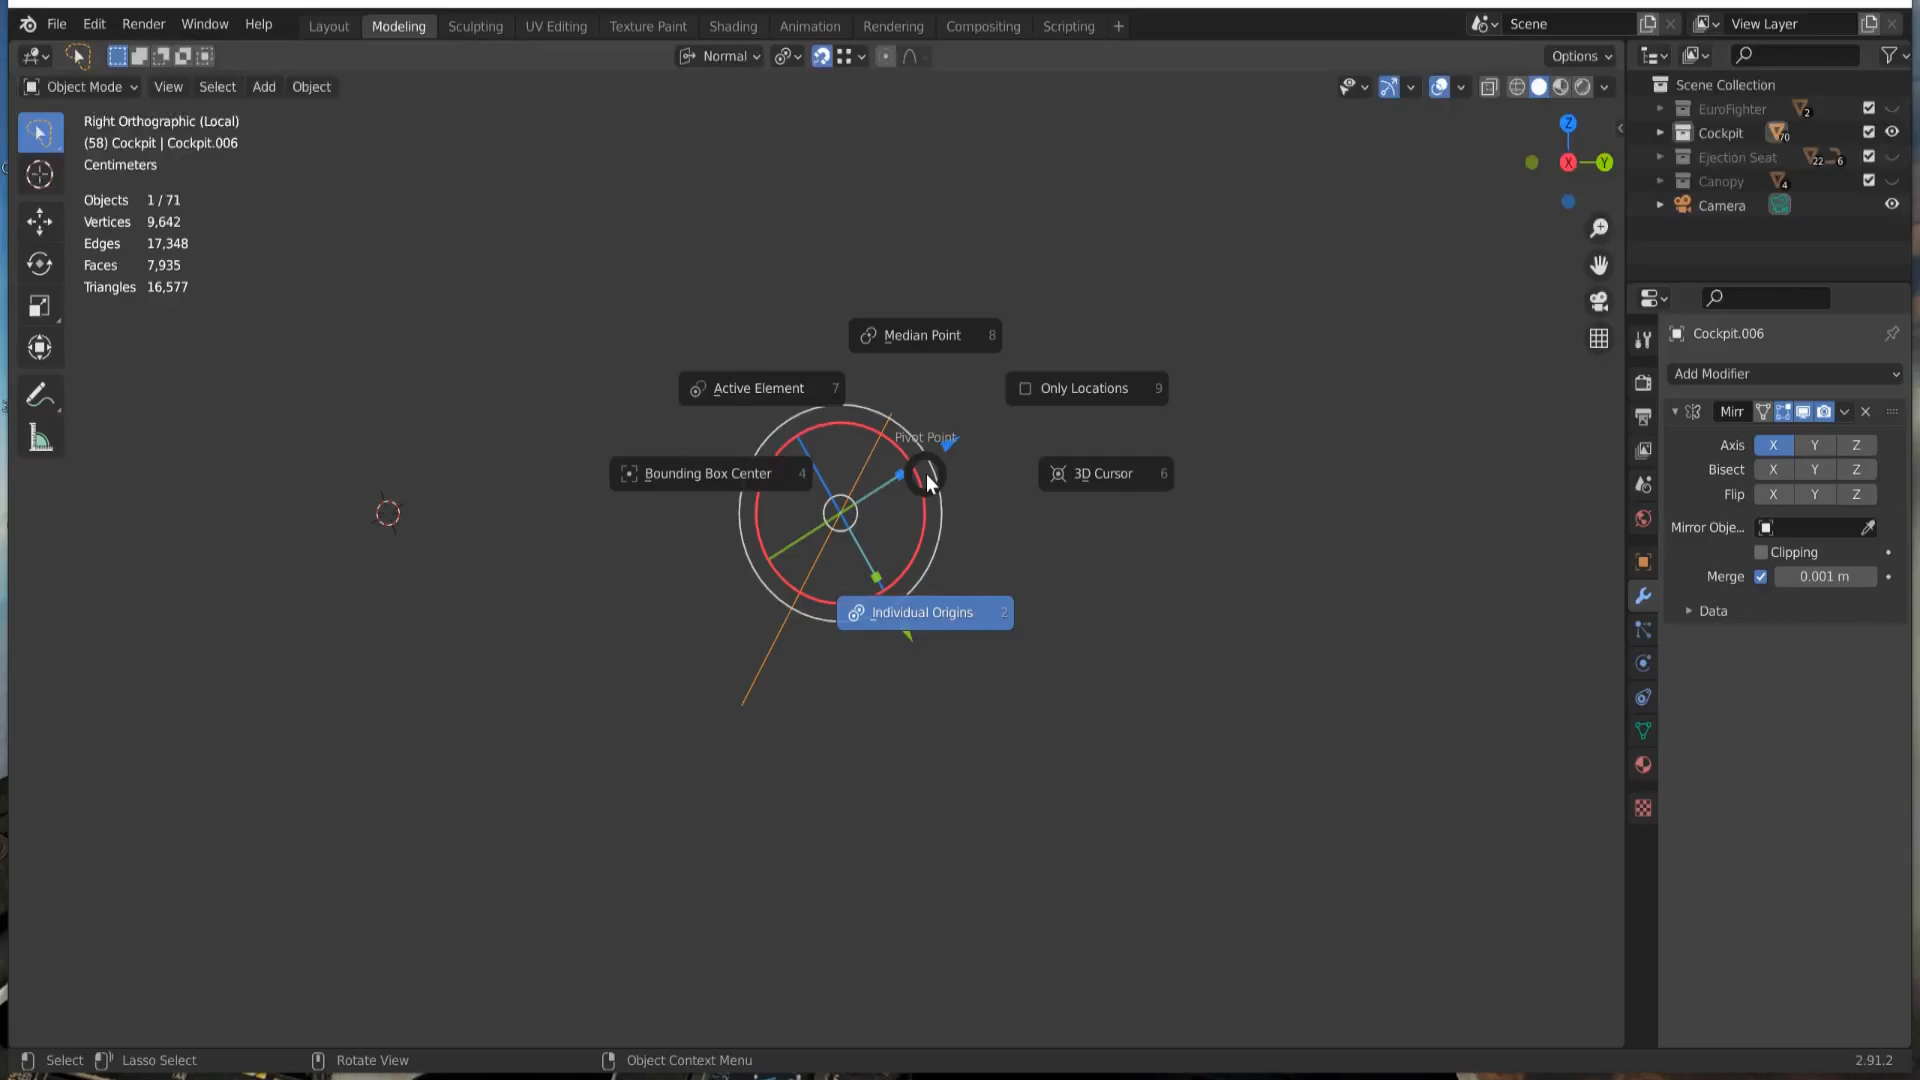 File Edit Render Window Help
Layout Modeling Sculpting UV Editing Texture Paint Shading Animation Rendering Compositing Scripting +
Scene
View Layer
Normal
Options
Object Mode View Select Add Object
Right Orthographic (Local)
(58) Cockpit | Cockpit.006
Centimeters
Objects 1 / 71
Vertices 9,642
Edges 17,348
Faces 7,935
Triangles 16,577
Z
X
Y
Median Point 8
Active Element 7
Only Locations 9
Pivot Point
Bounding Box Center 4
3D Cursor 6
Individual Origins 2
Scene Collection
EuroFighter 2
Cockpit 70
Ejection Seat 22 6
Canopy 4
Camera
Cockpit.006
Add Modifier
Mirr
Axis X Y Z
Bisect X Y Z
Flip X Y Z
Mirror Obje...
Clipping
Merge 0.001 m
Data
Select Lasso Select Rotate View Object Context Menu 2.91.2